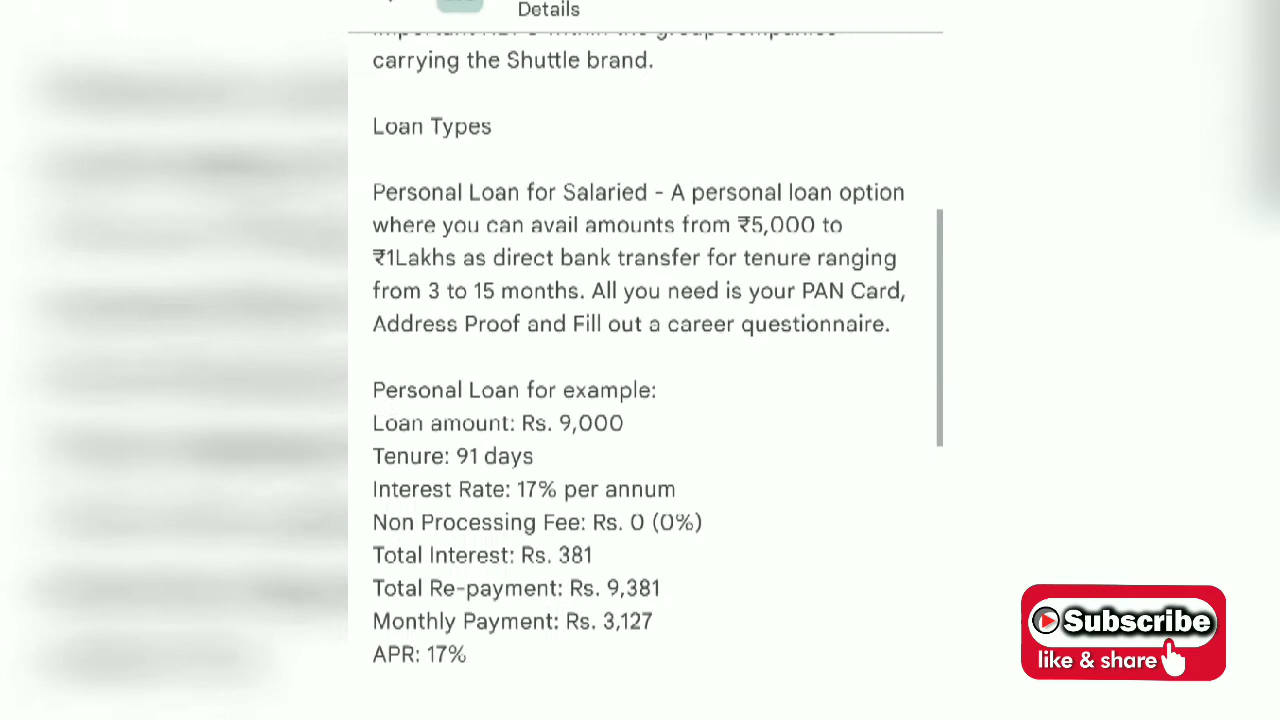 Details
carrying the Shuttle brand.
Loan Types
Personal Loan for Salaried - A personal loan option
where you can avail amounts from ₹5,000 to
₹1Lakhs as direct bank transfer for tenure ranging
from 3 to 15 months. All you need is your PAN Card,
Address Proof and Fill out a career questionnaire.
Personal Loan for example:
Loan amount: Rs. 9,000
Tenure: 91 days
Interest Rate: 17% per annum
Non Processing Fee: Rs. 0 (0%)
Total Interest: Rs. 381
Total Re-payment: Rs. 9,381
Monthly Payment: Rs. 3,127
APR: 17%
Subscribe
like & share